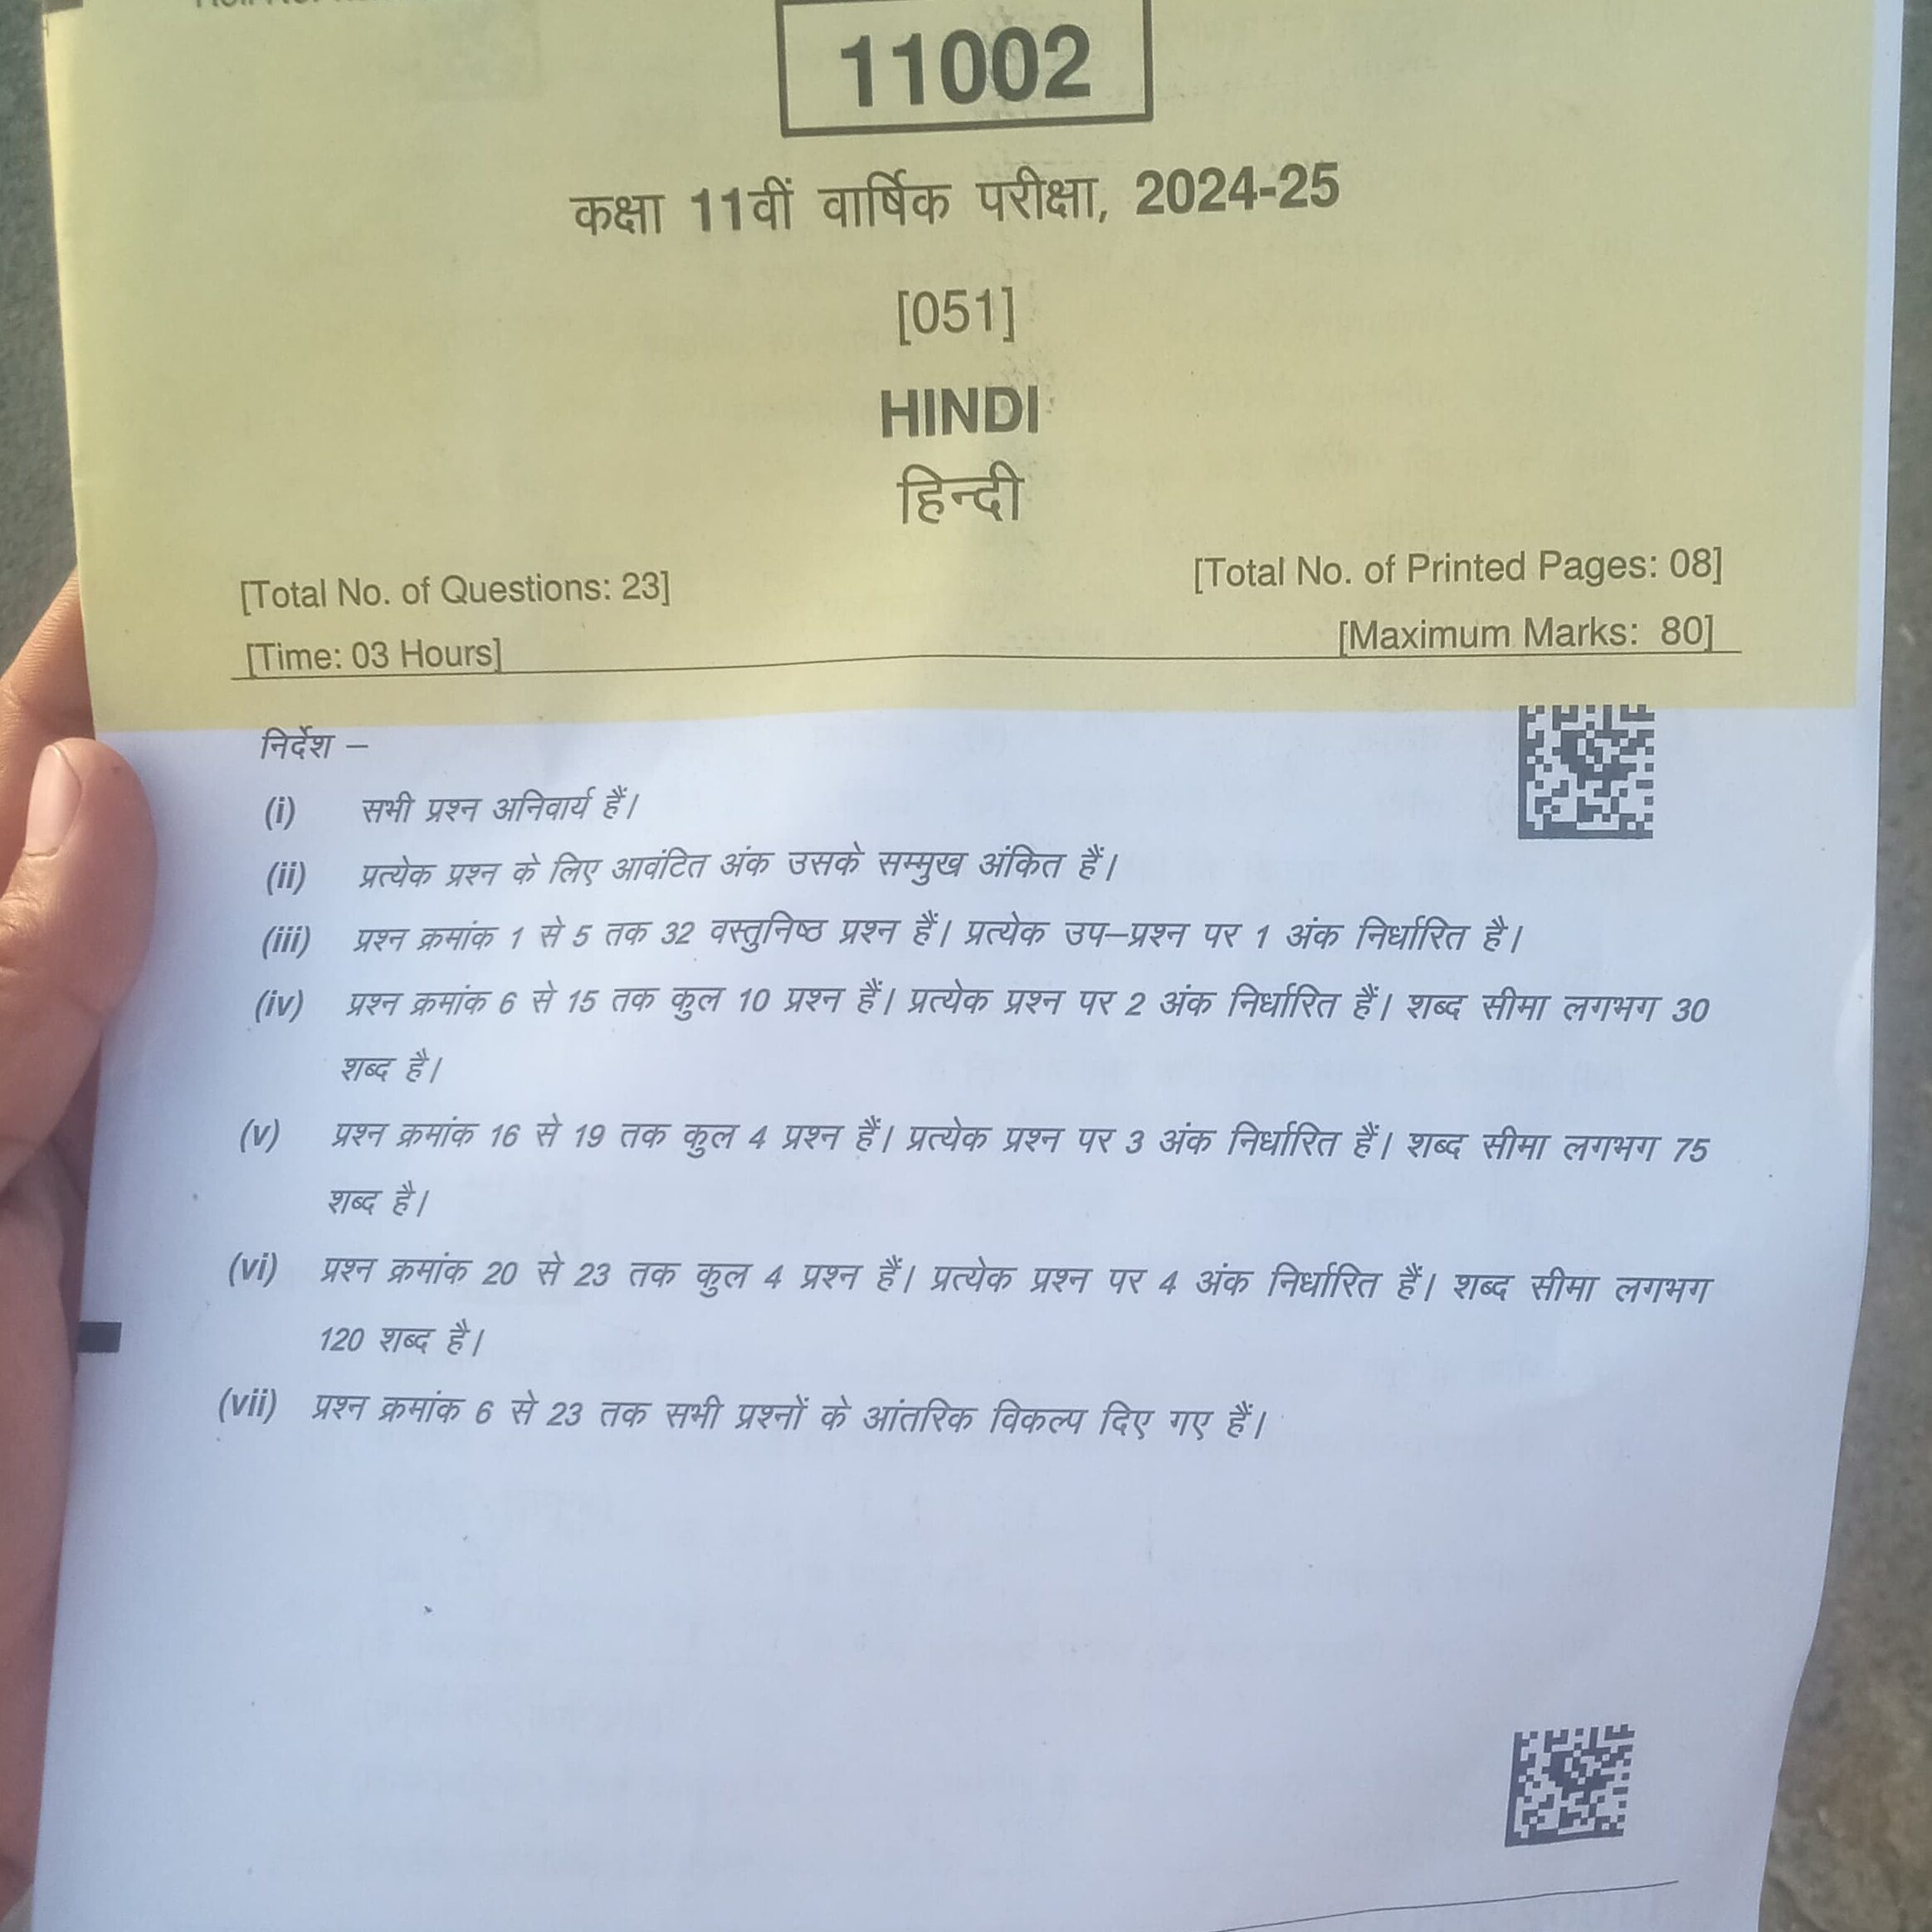 11002
कक्षा 11वीं वार्षिक परीक्षा, 2024-25
[051]
HINDI
हिन्दी
[Total No. of Questions: 23]
[Total No. of Printed Pages: 08]
[Time: 03 Hours]
[Maximum Marks: 80]
निर्देश –
(i) सभी प्रश्न अनिवार्य हैं।
(ii) प्रत्येक प्रश्न के लिए आवंटित अंक उसके सम्मुख अंकित हैं।
(iii) प्रश्न क्रमांक 1 से 5 तक 32 वस्तुनिष्ठ प्रश्न हैं। प्रत्येक उप–प्रश्न पर 1 अंक निर्धारित है।
(iv) प्रश्न क्रमांक 6 से 15 तक कुल 10 प्रश्न हैं। प्रत्येक प्रश्न पर 2 अंक निर्धारित हैं। शब्द सीमा लगभग 30
शब्द है।
(v) प्रश्न क्रमांक 16 से 19 तक कुल 4 प्रश्न हैं। प्रत्येक प्रश्न पर 3 अंक निर्धारित हैं। शब्द सीमा लगभग 75
शब्द है।
(vi) प्रश्न क्रमांक 20 से 23 तक कुल 4 प्रश्न हैं। प्रत्येक प्रश्न पर 4 अंक निर्धारित हैं। शब्द सीमा लगभग
120 शब्द है।
(vii) प्रश्न क्रमांक 6 से 23 तक सभी प्रश्नों के आंतरिक विकल्प दिए गए हैं।